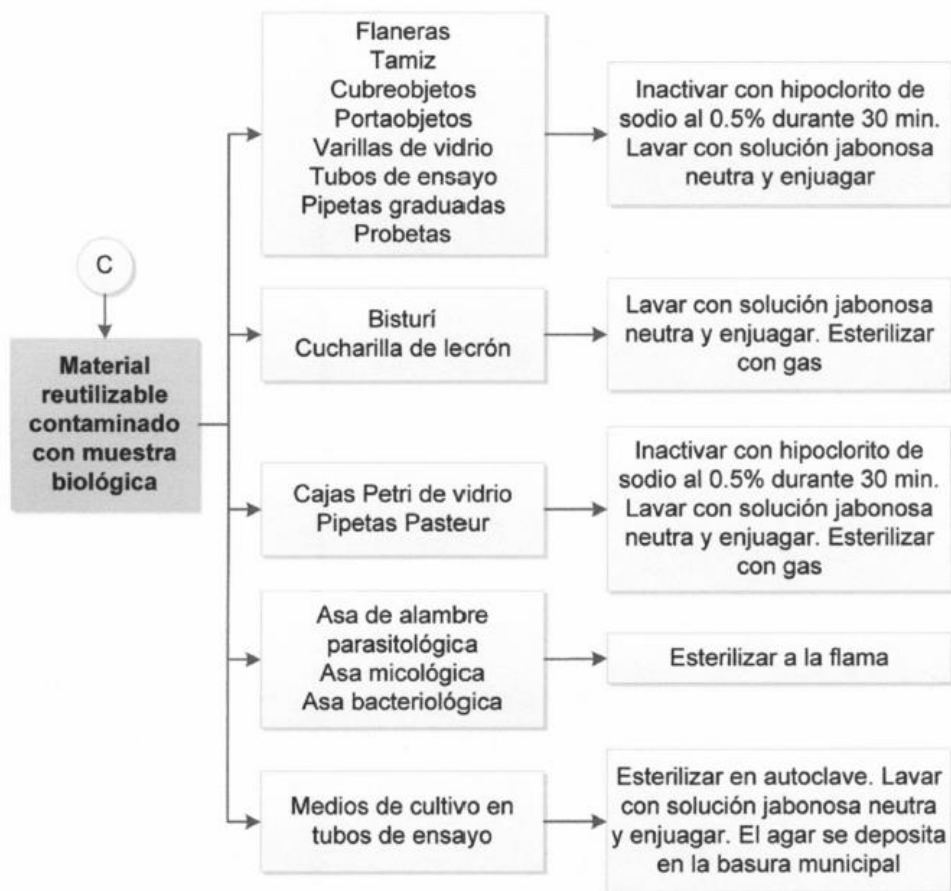 C
Material
reutilizable
contaminado
con muestra
biológica
Flaneras
Tamiz
Cubreobjetos
Portaobjetos
Varillas de vidrio
Tubos de ensayo
Pipetas graduadas
Probetas
Inactivar con hipoclorito de
sodio al 0.5% durante 30 min.
Lavar con solución jabonosa
neutra y enjuagar
Bisturí
Cucharilla de lecrón
Lavar con solución jabonosa
neutra y enjuagar. Esterilizar
con gas
Cajas Petri de vidrio
Pipetas Pasteur
Inactivar con hipoclorito de
sodio al 0.5% durante 30 min.
Lavar con solución jabonosa
neutra y enjuagar. Esterilizar
con gas
Asa de alambre
parasitológica
Asa micológica
Asa bacteriológica
Esterilizar a la flama
Medios de cultivo en
tubos de ensayo
Esterilizar en autoclave. Lavar
con solución jabonosa neutra
y enjuagar. El agar se deposita
en la basura municipal